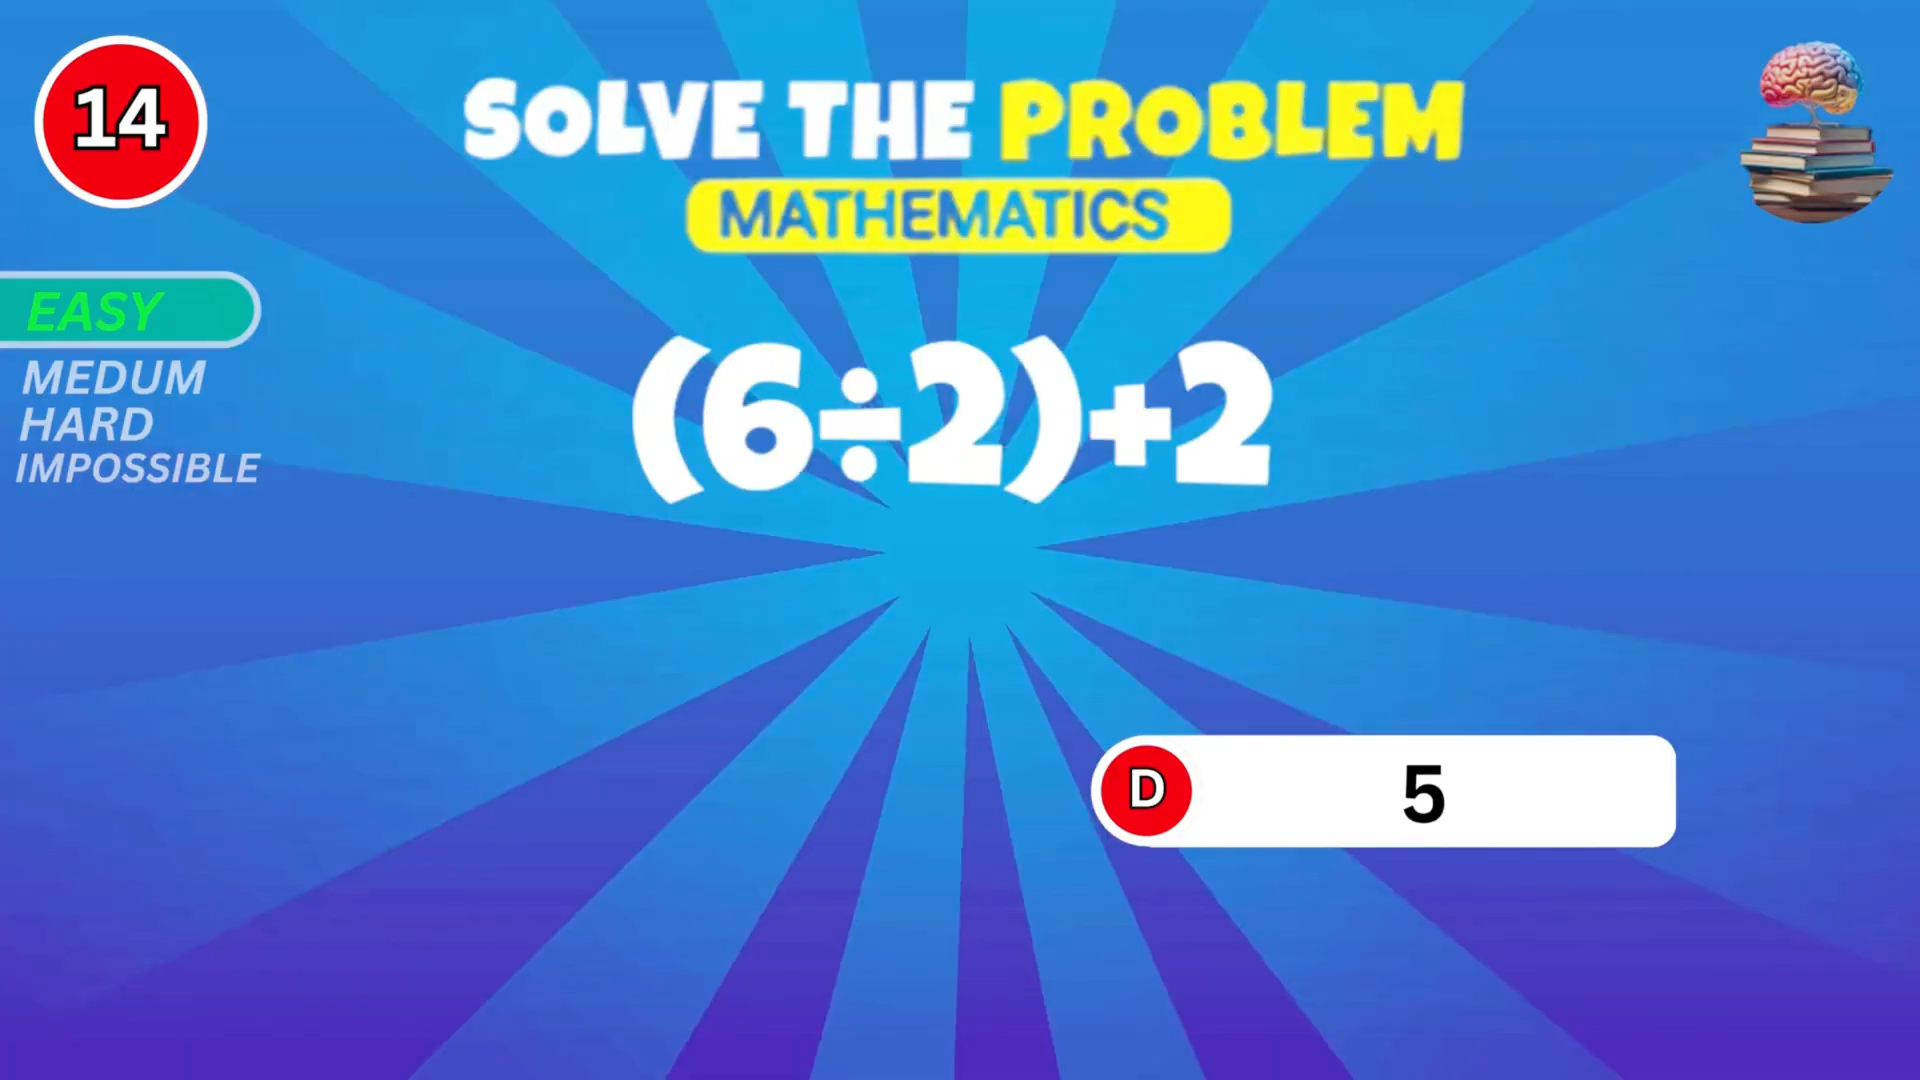 14
SOLVE THE PROBLEM
MATHEMATICS
EASY
MEDUM
HARD
IMPOSSIBLE
(6÷2)+2
D 5